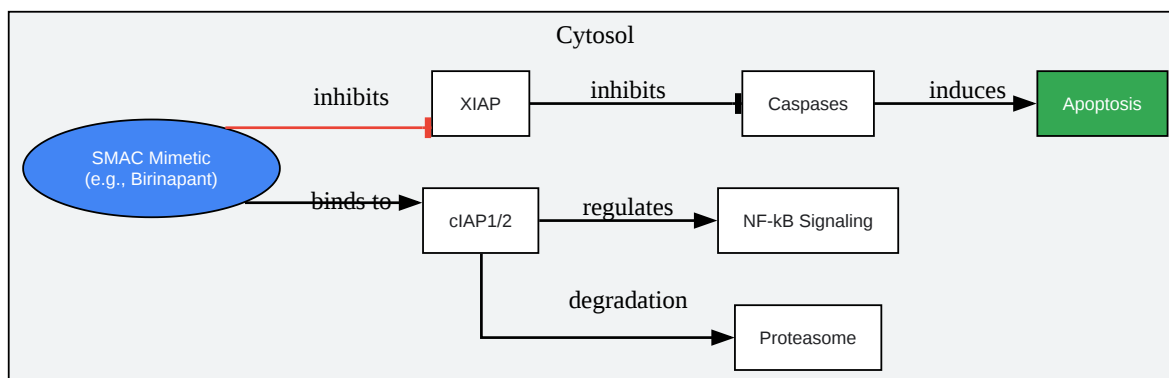 Cytosol
inhibits
XIAP
inhibits
Caspases
induces
Apoptosis
SMAC Mimetic
(e.g., Birinapant)
binds to
cIAP1/2
regulates
NF-kB Signaling
degradation
Proteasome